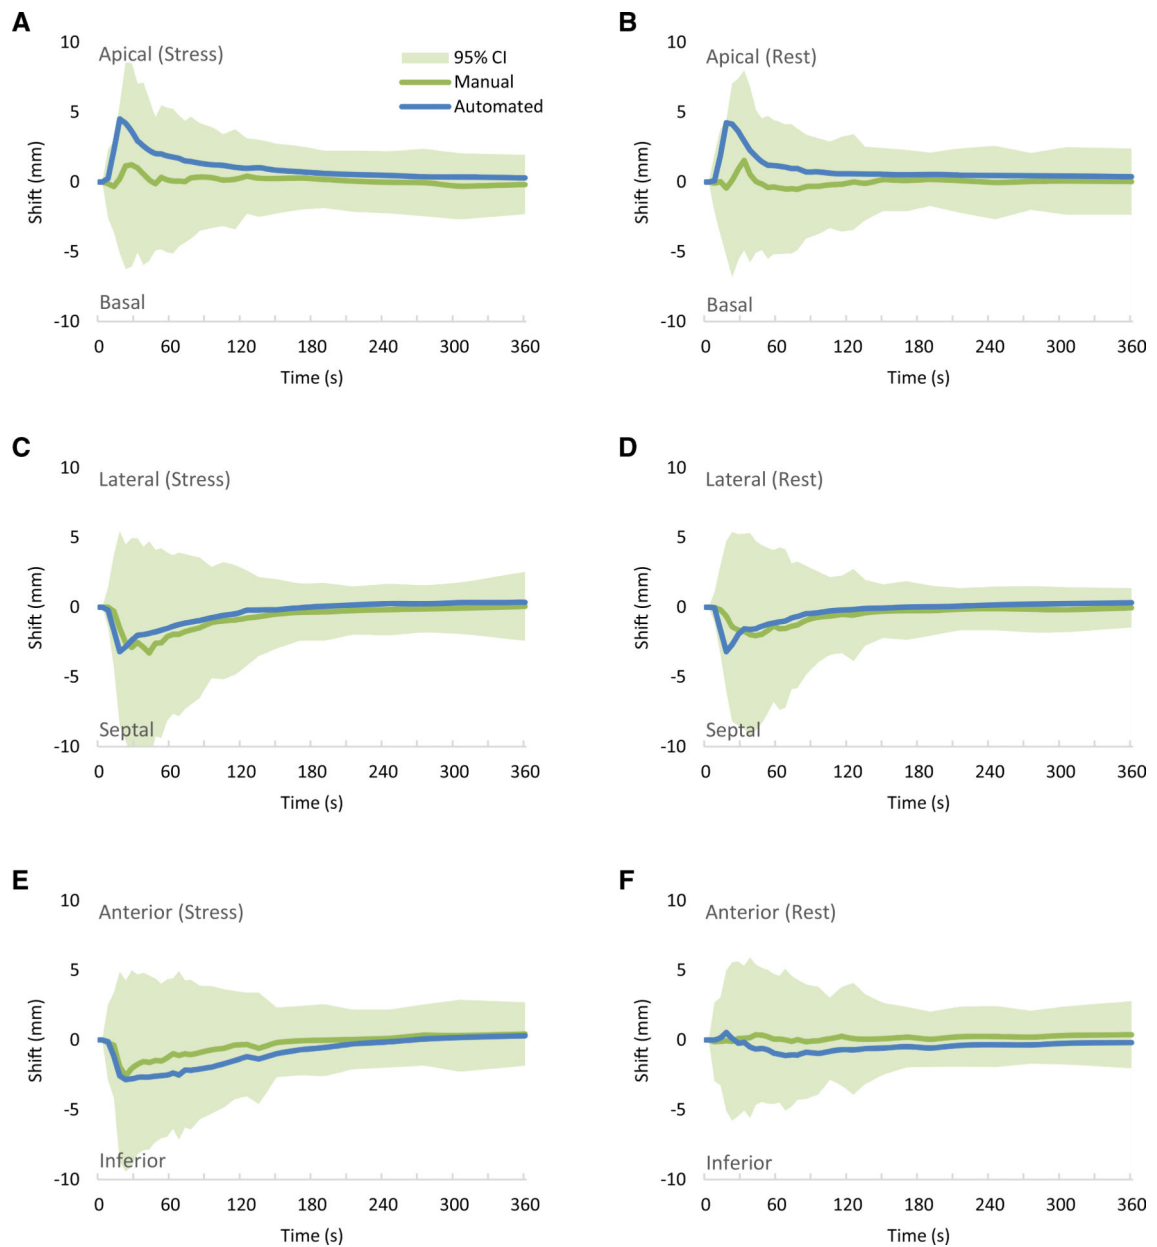 A
10
Apical (Stress)
95% CI
Manual
Automated
5
0
-5
Basal
-10
Shift (mm)
0 60 120 180 240 300 360
Time (s)
B
10
Apical (Rest)
5
0
-5
Basal
-10
Shift (mm)
0 60 120 180 240 300 360
Time (s)
C
10
Lateral (Stress)
5
0
-5
Septal
-10
Shift (mm)
0 60 120 180 240 300 360
Time (s)
D
10
Lateral (Rest)
5
0
-5
Septal
-10
Shift (mm)
0 60 120 180 240 300 360
Time (s)
E
10
Anterior (Stress)
5
0
-5
Inferior
-10
Shift (mm)
0 60 120 180 240 300 360
Time (s)
F
10
Anterior (Rest)
5
0
-5
Inferior
-10
Shift (mm)
0 60 120 180 240 300 360
Time (s)